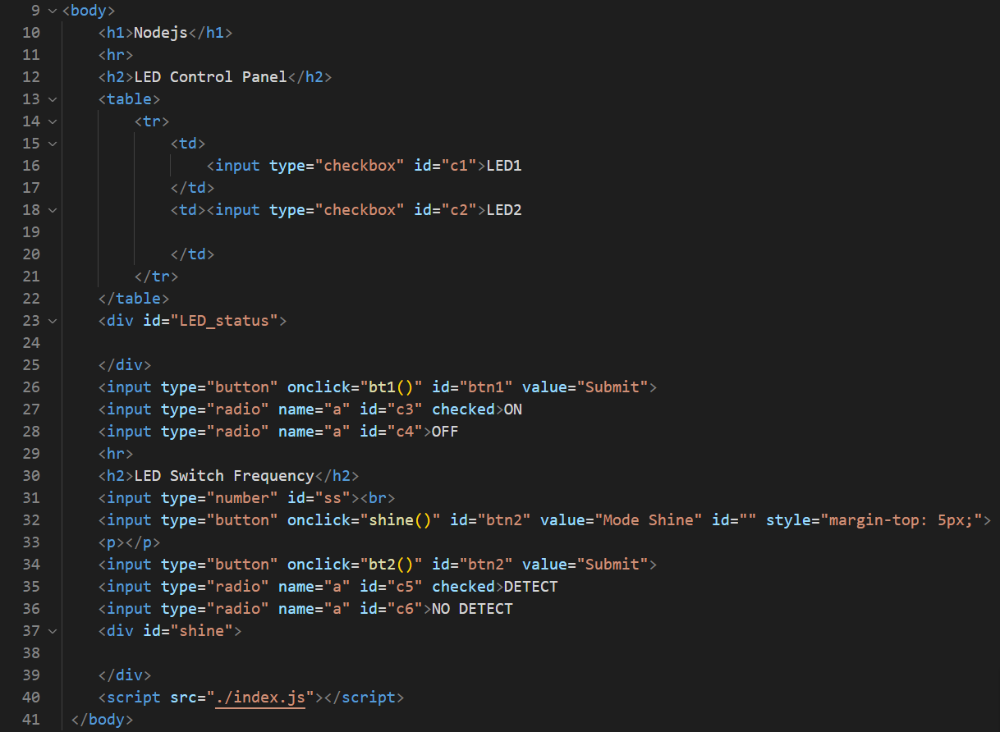 9 <body>
10 <h1>Nodejs</h1>
11 <hr>
12 <h2>LED Control Panel</h2>
13 <table>
14 <tr>
15 <td>
16 <input type="checkbox" id="c1">LED1
17 </td>
18 <td><input type="checkbox" id="c2">LED2
19
20 </td>
21 </tr>
22 </table>
23 <div id="LED_status">
24
25 </div>
26 <input type="button" onclick="bt1()" id="btn1" value="Submit">
27 <input type="radio" name="a" id="c3" checked>ON
28 <input type="radio" name="a" id="c4">OFF
29 <hr>
30 <h2>LED Switch Frequency</h2>
31 <input type="number" id="ss"><br>
32 <input type="button" onclick="shine()" id="btn2" value="Mode Shine" id="" style="margin-top: 5px;">
33 <p></p>
34 <input type="button" onclick="bt2()" id="btn2" value="Submit">
35 <input type="radio" name="a" id="c5" checked>DETECT
36 <input type="radio" name="a" id="c6">NO DETECT
37 <div id="shine">
38
39 </div>
40 <script src="./index.js"></script>
41 </body>